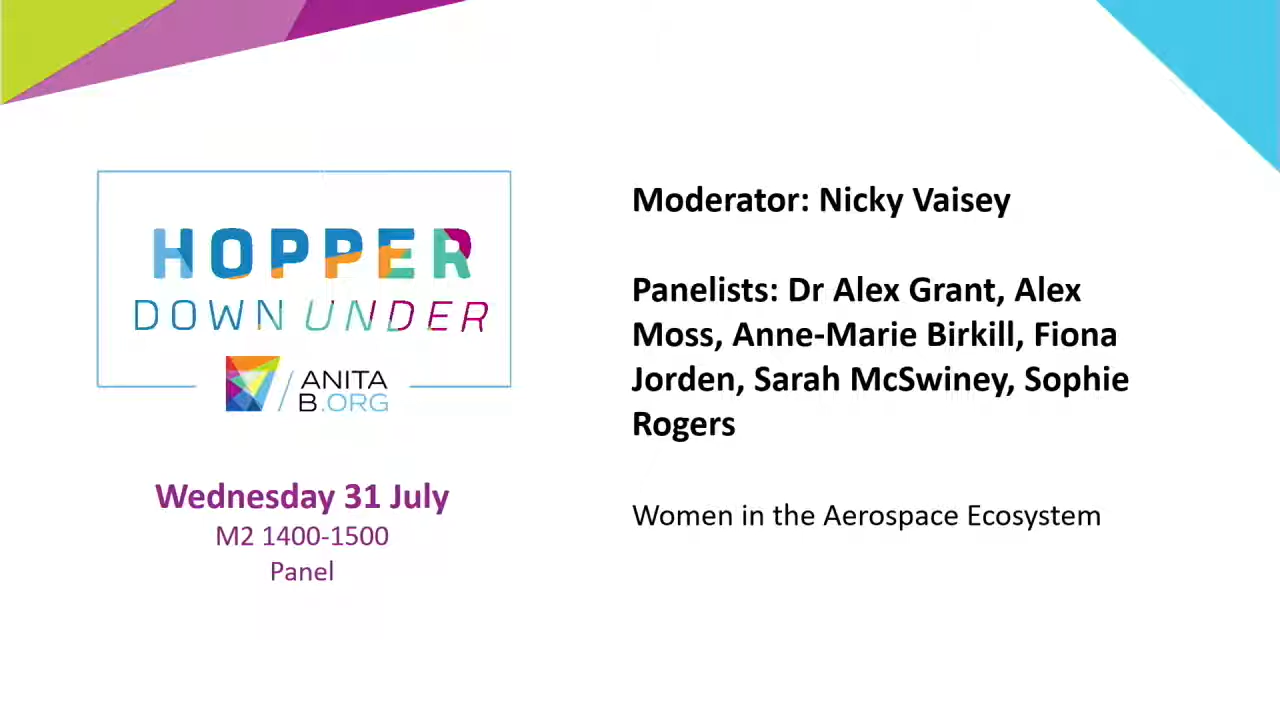 HOPPER
DOWN UNDER
ANITA
B.ORG
Wednesday 31 July
M2 1400-1500
Panel
Moderator: Nicky Vaisey
Panelists: Dr Alex Grant, Alex
Moss, Anne-Marie Birkill, Fiona
Jorden, Sarah McSwiney, Sophie
Rogers
Women in the Aerospace Ecosystem